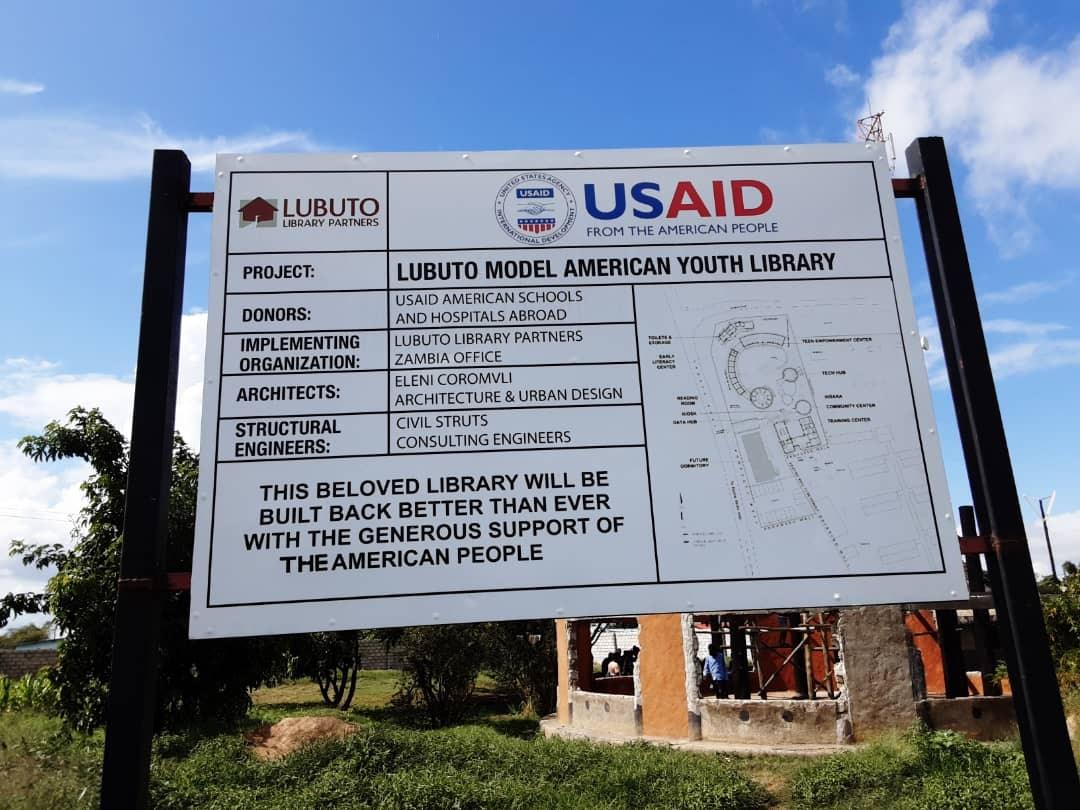 LUBUTO
LIBRARY PARTNERS
UNITED STATES AGENCY
USAID
INTERNATIONAL DEVELOPMENT
USAID
FROM THE AMERICAN PEOPLE
PROJECT:
LUBUTO MODEL AMERICAN YOUTH LIBRARY
DONORS:
USAID AMERICAN SCHOOLS
AND HOSPITALS ABROAD
IMPLEMENTING
ORGANIZATION:
LUBUTO LIBRARY PARTNERS
ZAMBIA OFFICE
ARCHITECTS:
ELENI COROMVLI
ARCHITECTURE & URBAN DESIGN
STRUCTURAL
ENGINEERS:
CIVIL STRUTS
CONSULTING ENGINEERS
THIS BELOVED LIBRARY WILL BE
BUILT BACK BETTER THAN EVER
WITH THE GENEROUS SUPPORT OF
THE AMERICAN PEOPLE
TOILETS &
STORAGE
EARLY
LITERACY
CENTER
READING
ROOM
KIOSK
DATA HUB
FUTURE
DORMITORY
TEEN EMPOWERMENT CENTER
TECH HUB
INSAKA
COMMUNITY CENTER
TRAINING CENTER